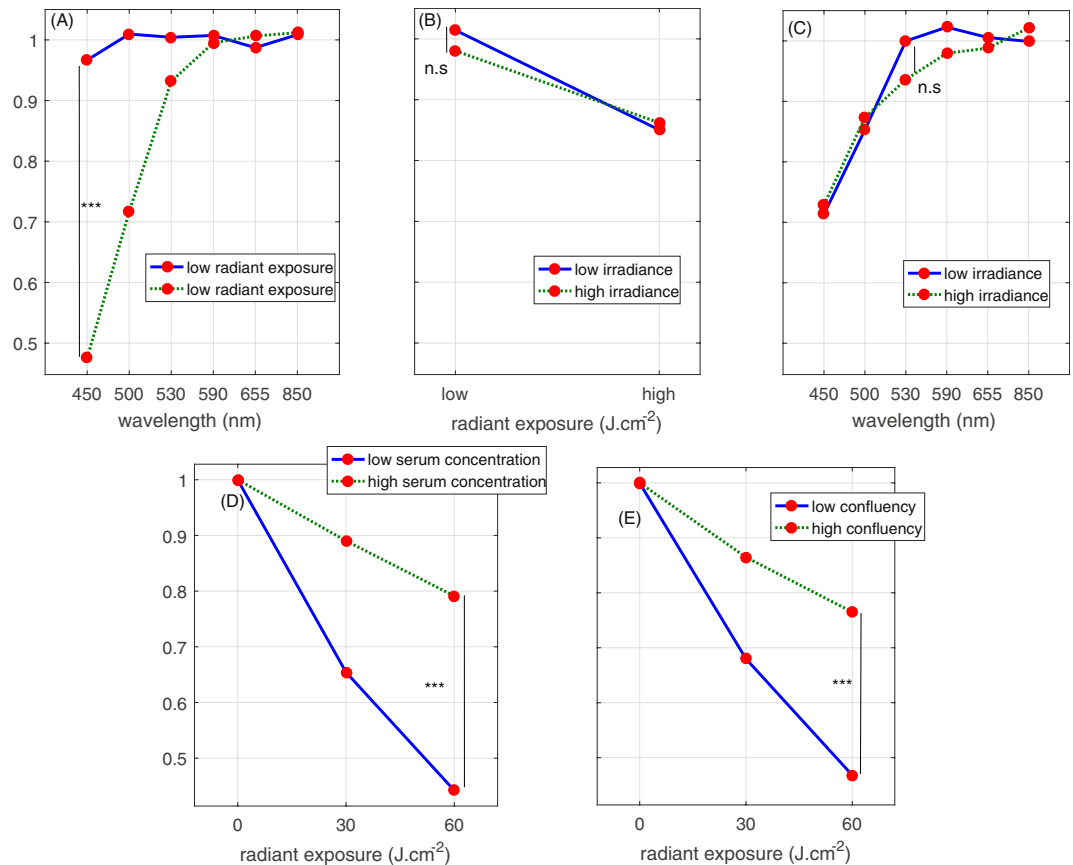 (A)
1
0.9
0.8
0.7
0.6
0.5
***
low radiant exposure
low radiant exposure
450 500 530 590 655 850
wavelength (nm)
(B)
n.s
low irradiance
high irradiance
low high
radiant exposure (J.cm-2)
(C)
n.s
low irradiance
high irradiance
450 500 530 590 655 850
wavelength (nm)
low serum concentration
high serum concentration
(D)
1
0.9
0.8
0.7
0.6
0.5
***
0 30 60
radiant exposure (J.cm-2)
(E)
low confluency
high confluency
***
0 30 60
radiant exposure (J.cm-2)